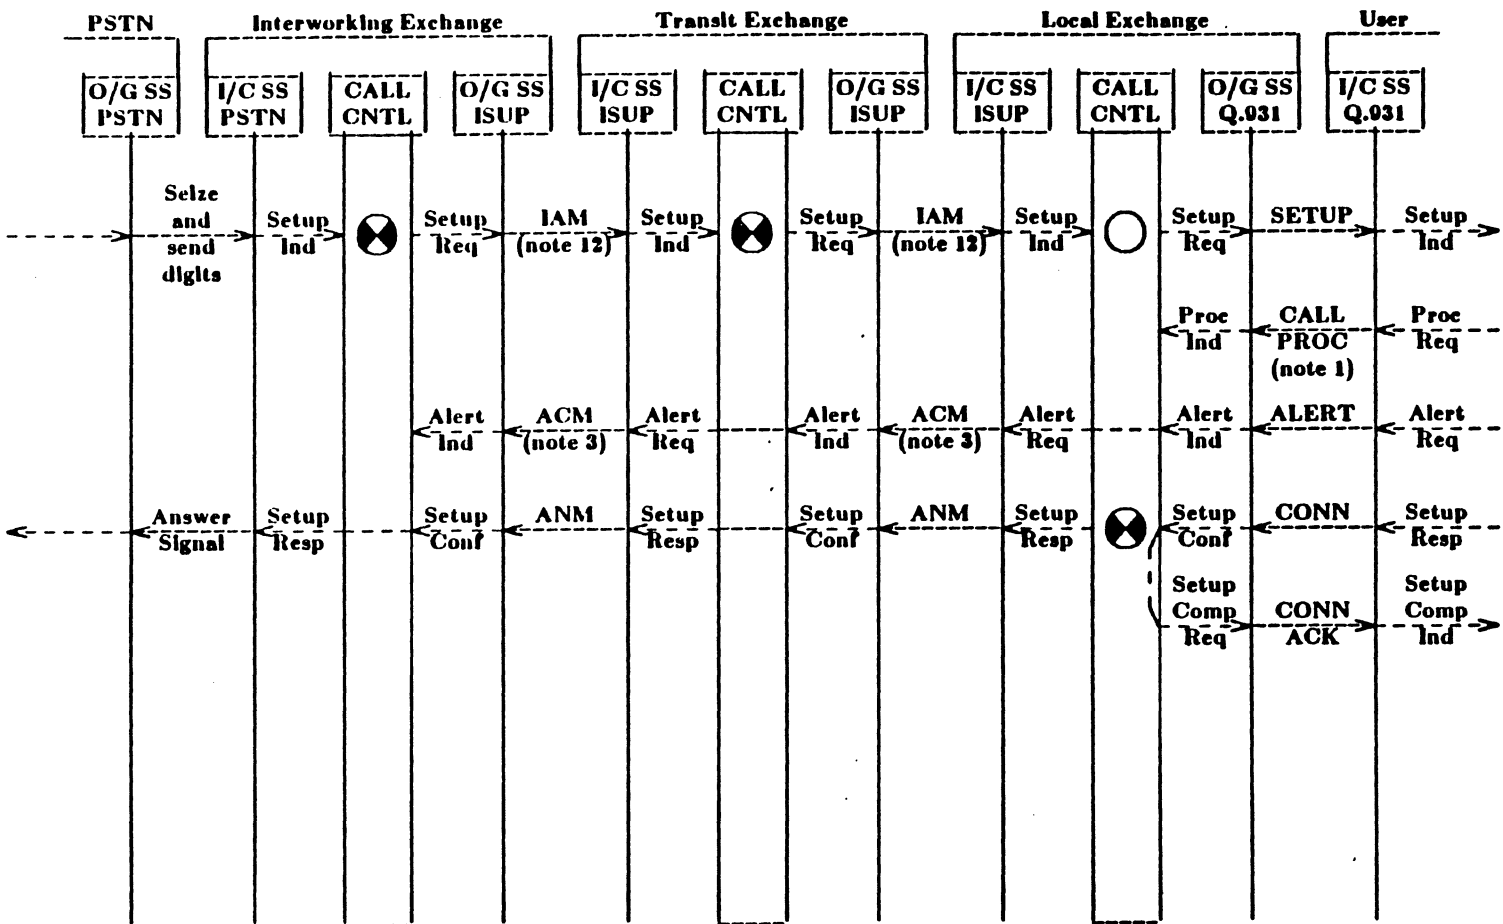 PSTN Interworking Exchange Transit Exchange Local Exchange User
O/G SS I/C SS CALL O/G SS I/C SS CALL O/G SS I/C SS CALL O/G SS I/C SS
PSTN PSTN CNTL ISUP ISUP CNTL ISUP ISUP CNTL Q.931 Q.931
Seize
and Setup Setup IAM Setup Setup IAM Setup Setup SETUP Setup
send Ind Req (note 12) Ind Req (note 12) Ind Req Ind
digits
Proc CALL Proc
Ind PROC Req
(note 1)
Alert ACM Alert Alert ACM Alert Alert ALERT Alert
Ind (note 3) Req Ind (note 3) Req Ind Req
Answer Setup Setup ANM Setup Setup ANM Setup Setup CONN Setup
Signal Resp Conf Resp Conf Resp Conf Resp
Setup Setup
Comp CONN Comp
Req ACK Ind